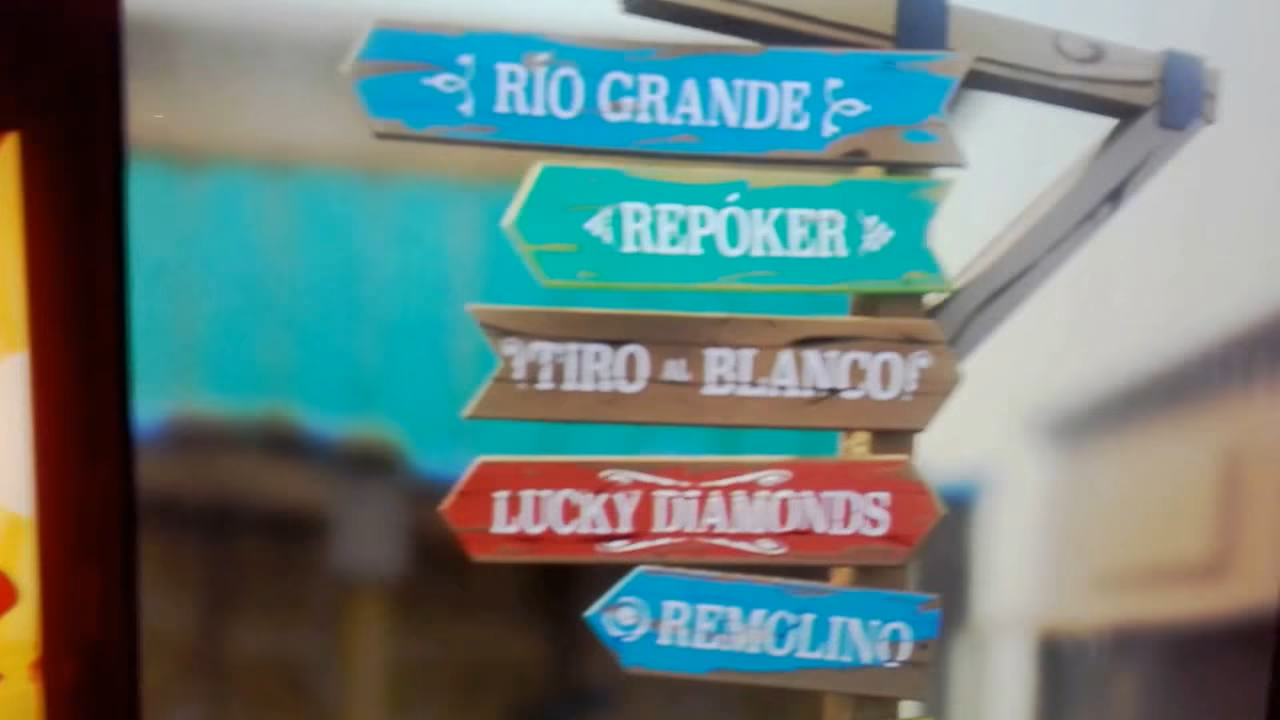 RÍO GRANDE
REPÓKER
¡TIRO AL BLANCO!
LUCKY DIAMONDS
REMOLINO